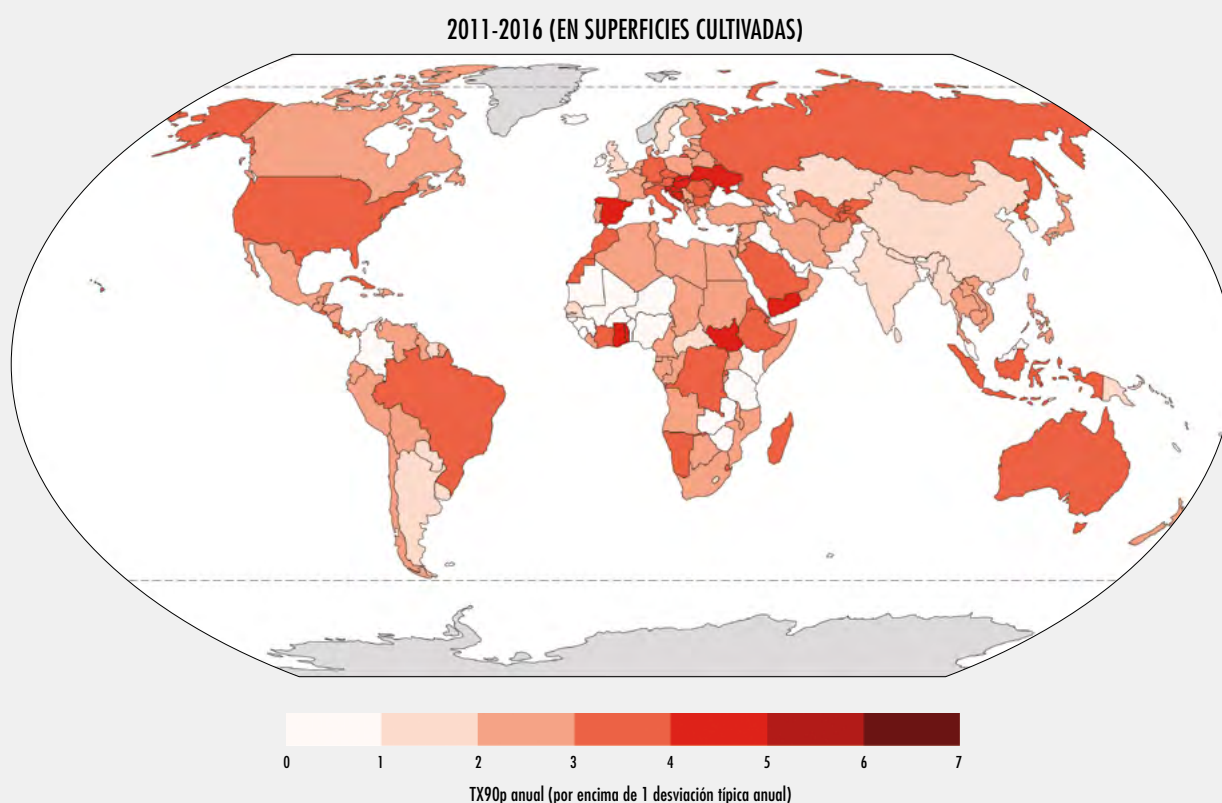 2011-2016 (EN SUPERFICIES CULTIVADAS)
0 1 2 3 4 5 6 7
TX90p anual (por encima de 1 desviación típica anual)